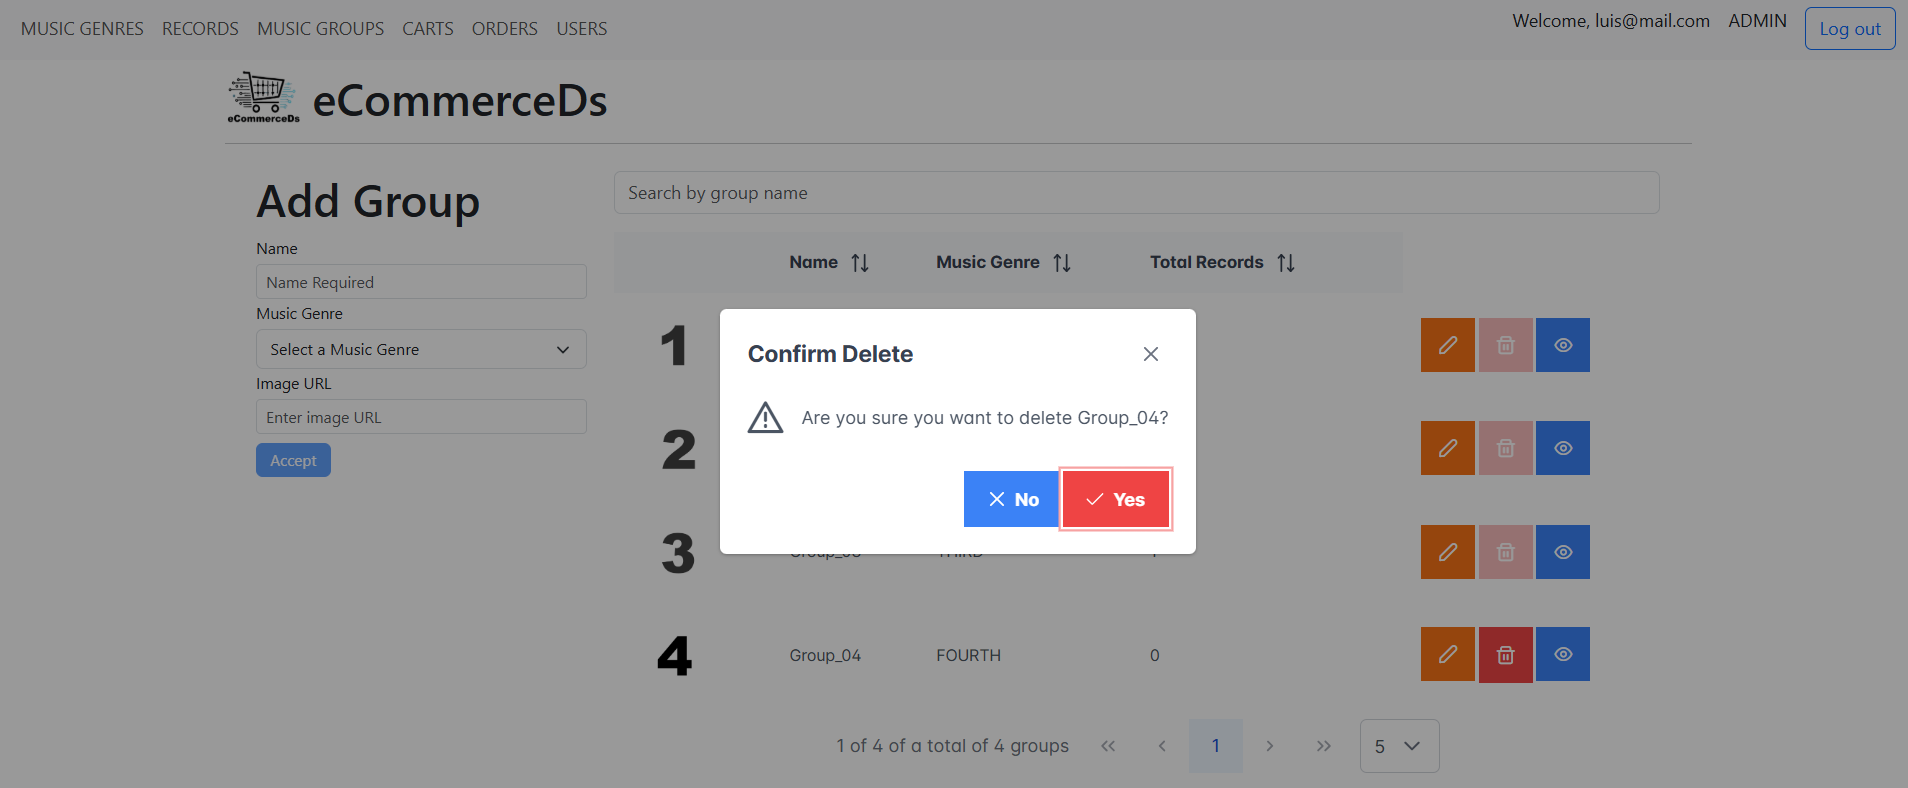 MUSIC GENRES RECORDS MUSIC GROUPS CARTS ORDERS USERS
Welcome, luis@mail.com ADMIN Log out
eCommerceDs
eCommerceDs
Add Group
Name
Name Required
Music Genre
Select a Music Genre
Image URL
Enter image URL
Accept
Search by group name
Name Music Genre Total Records
1
2
3
4 Group_04 FOURTH 0
Confirm Delete
Are you sure you want to delete Group_04?
No Yes
1 of 4 of a total of 4 groups
1
5